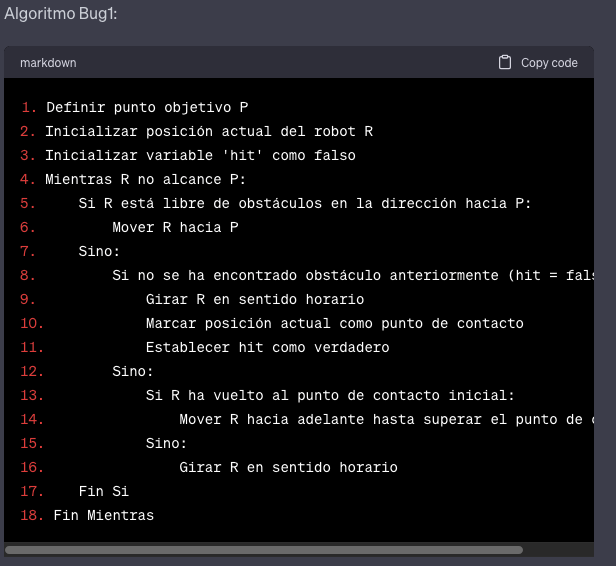 Algoritmo Bug1:
markdown Copy code
1. Definir punto objetivo P
2. Inicializar posición actual del robot R
3. Inicializar variable 'hit' como falso
4. Mientras R no alcance P:
5. Si R está libre de obstáculos en la dirección hacia P:
6. Mover R hacia P
7. Sino:
8. Si no se ha encontrado obstáculo anteriormente (hit = fals
9. Girar R en sentido horario
10. Marcar posición actual como punto de contacto
11. Establecer hit como verdadero
12. Sino:
13. Si R ha vuelto al punto de contacto inicial:
14. Mover R hacia adelante hasta superar el punto de
15. Sino:
16. Girar R en sentido horario
17. Fin Si
18. Fin Mientras